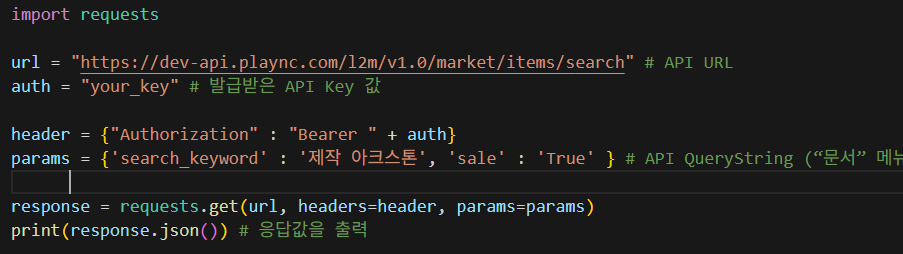 import requests
url = "https://dev-api.plaync.com/l2m/v1.0/market/items/search" # API URL
auth = "your_key" # 발급받은 API Key 값
header = {"Authorization" : "Bearer " + auth}
params = {'search_keyword' : '제작 아크스톤', 'sale' : 'True' } # API QueryString (“문서” 메뉴
response = requests.get(url, headers=header, params=params)
print(response.json()) # 응답값을 출력